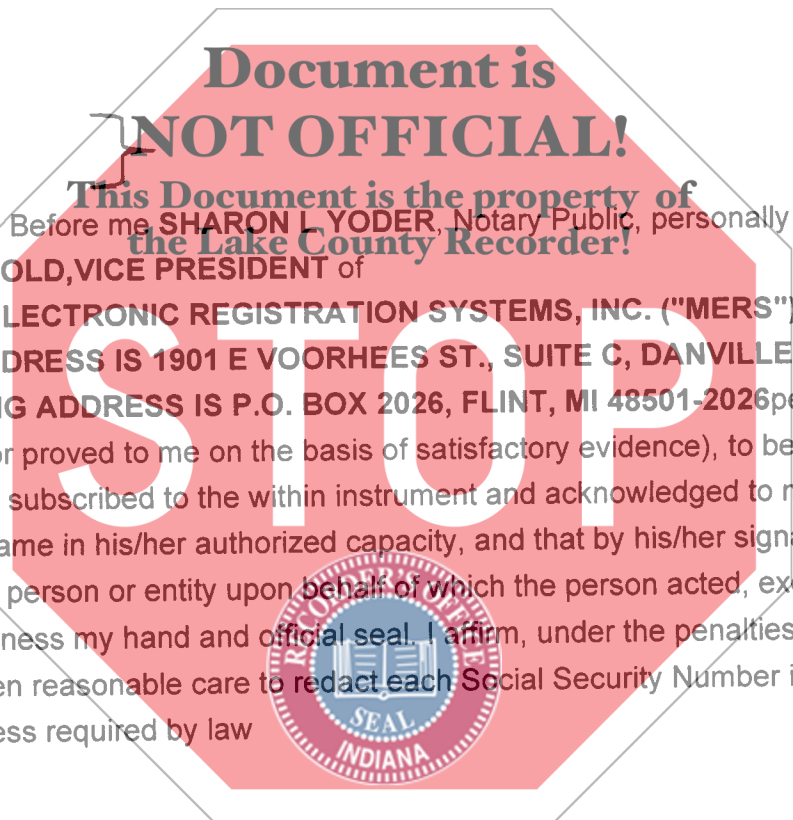 Document is
NOT OFFICIAL!
This Document is the property of
the Lake County Recorder!
Before me SHARON L YODER, Notary Public, personally
OLD,VICE PRESIDENT of
LECTRONIC REGISTRATION SYSTEMS, INC. ("MERS")
DRESS IS 1901 E VOORHEES ST., SUITE C, DANVILLE
G ADDRESS IS P.O. BOX 2026, FLINT, MI 48501-2026pe
r proved to me on the basis of satisfactory evidence), to be
subscribed to the within instrument and acknowledged to m
ame in his/her authorized capacity, and that by his/her signa
person or entity upon behalf of which the person acted, exe
ness my hand and official seal. I affirm, under the penalties
en reasonable care to redact each Social Security Number i
ess required by law
STOP
RECORDER'S OFFICE
SEAL
INDIANA